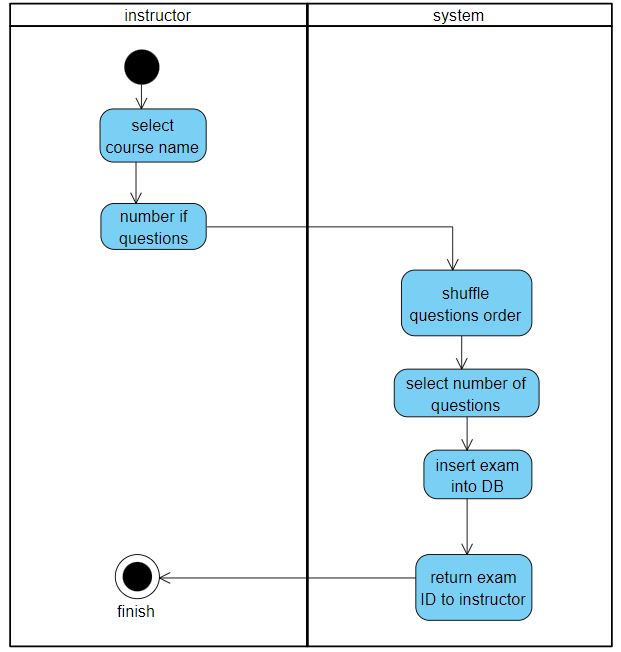 instructor
system
select
course name
number if
questions
shuffle
questions order
select number of
questions
insert exam
into DB
return exam
ID to instructor
finish